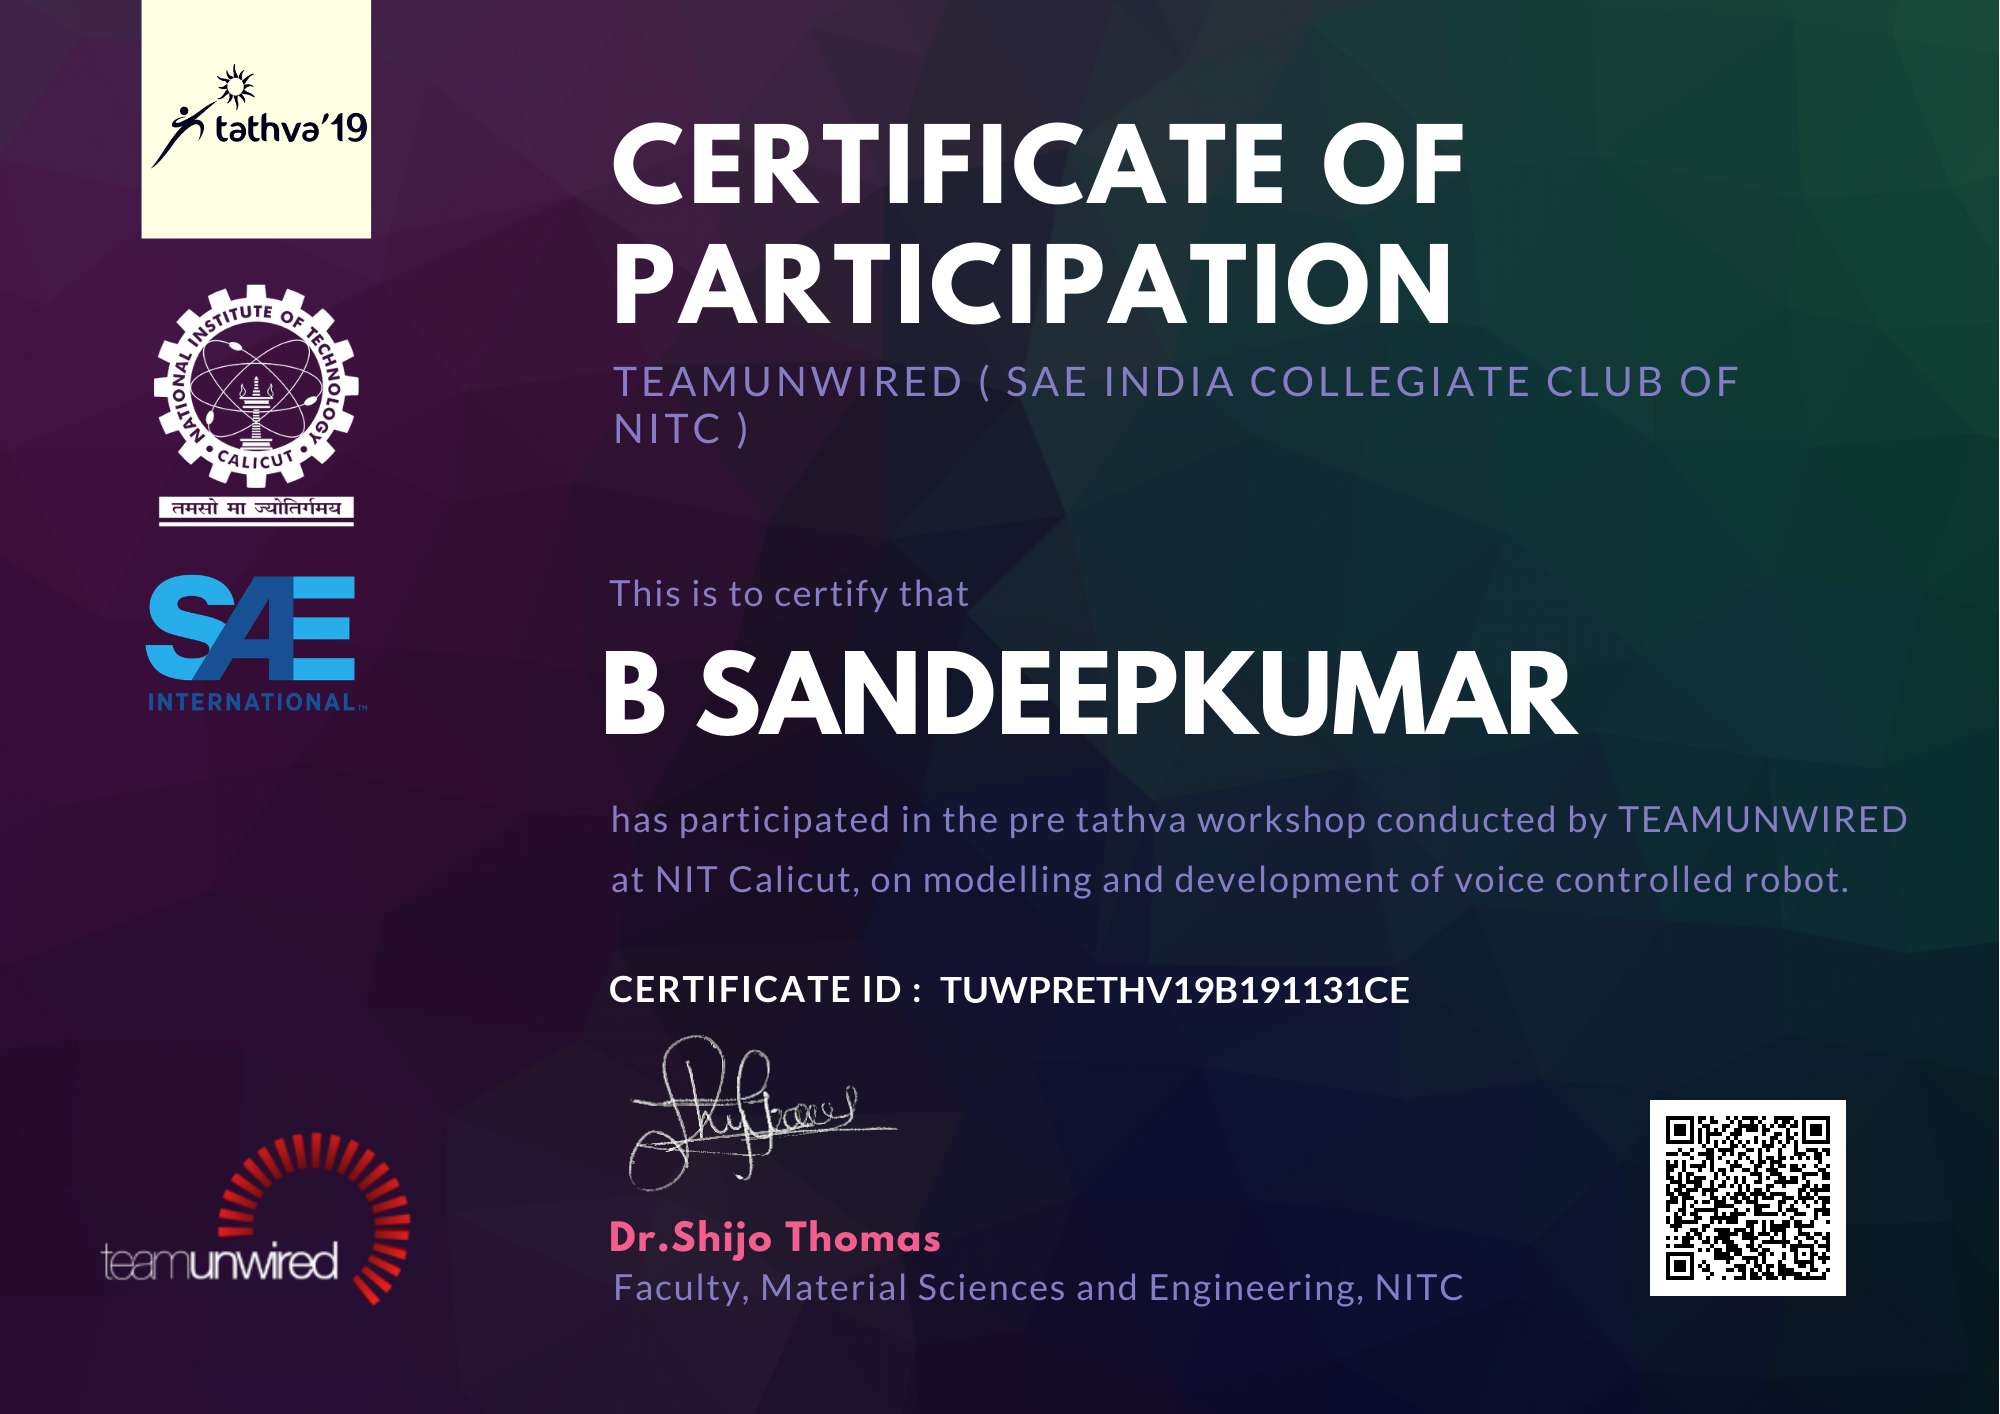 tathva'19
CERTIFICATE OF
PARTICIPATION
TEAMUNWIRED ( SAE INDIA COLLEGIATE CLUB OF
NITC )
NATIONAL INSTITUTE OF TECHNOLOGY
• CALICUT •
तमसो मा ज्योतिर्गमय
SAE
INTERNATIONAL™
This is to certify that
B SANDEEPKUMAR
has participated in the pre tathva workshop conducted by TEAMUNWIRED
at NIT Calicut, on modelling and development of voice controlled robot.
CERTIFICATE ID : TUWPRETHV19B191131CE
teamunwired
Dr.Shijo Thomas
Faculty, Material Sciences and Engineering, NITC